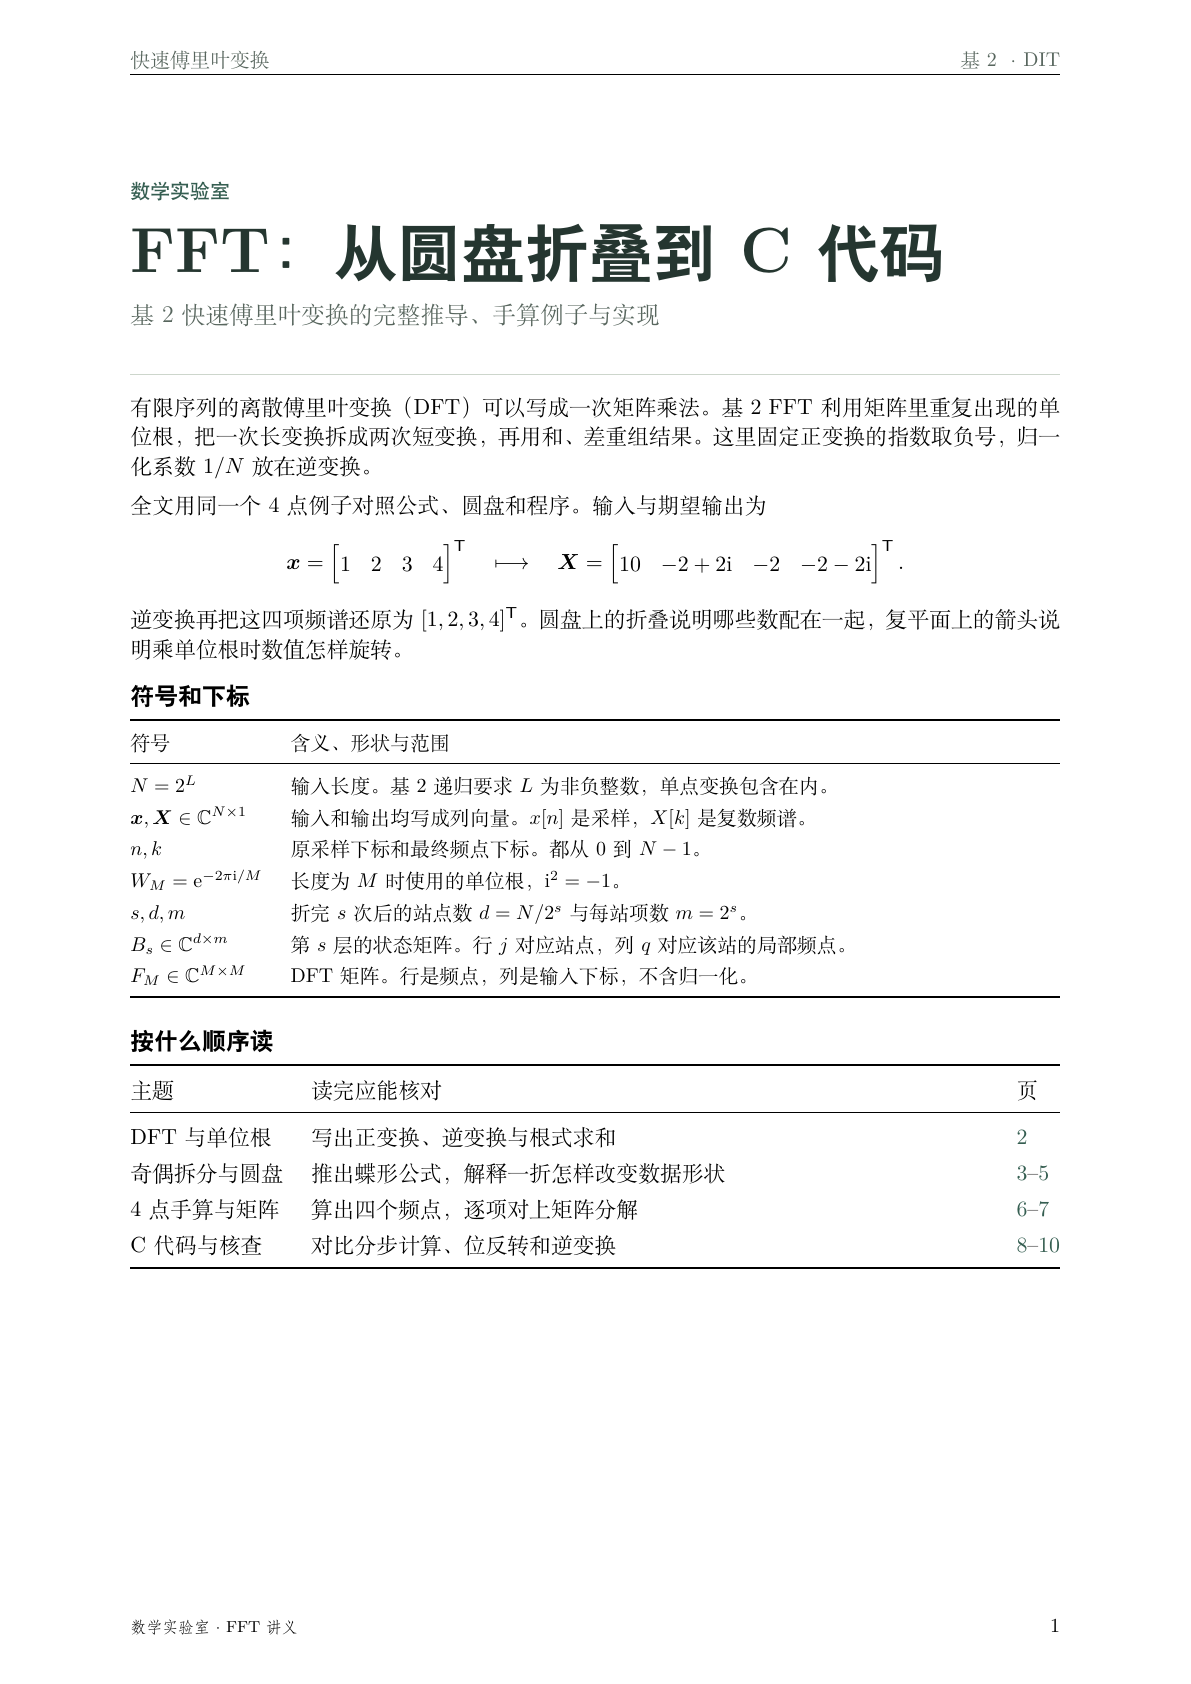 快速傅里叶变换 基 2 · DIT
数学实验室
FFT：从圆盘折叠到 C 代码
基 2 快速傅里叶变换的完整推导、手算例子与实现
有限序列的离散傅里叶变换（DFT）可以写成一次矩阵乘法。基 2 FFT 利用矩阵里重复出现的单
位根，把一次长变换拆成两次短变换，再用和、差重组结果。这里固定正变换的指数取负号，归一
化系数 1/N 放在逆变换。
全文用同一个 4 点例子对照公式、圆盘和程序。输入与期望输出为
x = [1 2 3 4]ᵀ ⟼ X = [10 −2 + 2i −2 −2 − 2i]ᵀ.
逆变换再把这四项频谱还原为 [1, 2, 3, 4]ᵀ。圆盘上的折叠说明哪些数配在一起，复平面上的箭头说
明乘单位根时数值怎样旋转。
符号和下标
符号 含义、形状与范围
N = 2^L 输入长度。基 2 递归要求 L 为非负整数，单点变换包含在内。
x, X ∈ ℂ^{N×1} 输入和输出均写成列向量。x[n] 是采样，X[k] 是复数频谱。
n, k 原采样下标和最终频点下标。都从 0 到 N − 1。
W_M = e^{−2πi/M} 长度为 M 时使用的单位根，i² = −1。
s, d, m 折完 s 次后的站点数 d = N/2^s 与每站项数 m = 2^s。
B_s ∈ ℂ^{d×m} 第 s 层的状态矩阵。行 j 对应站点，列 q 对应该站的局部频点。
F_M ∈ ℂ^{M×M} DFT 矩阵。行是频点，列是输入下标，不含归一化。
按什么顺序读
主题 读完应能核对 页
DFT 与单位根 写出正变换、逆变换与根式求和 2
奇偶拆分与圆盘 推出蝶形公式，解释一折怎样改变数据形状 3–5
4 点手算与矩阵 算出四个频点，逐项对上矩阵分解 6–7
C 代码与核查 对比分步计算、位反转和逆变换 8–10
数学实验室 · FFT 讲义 1